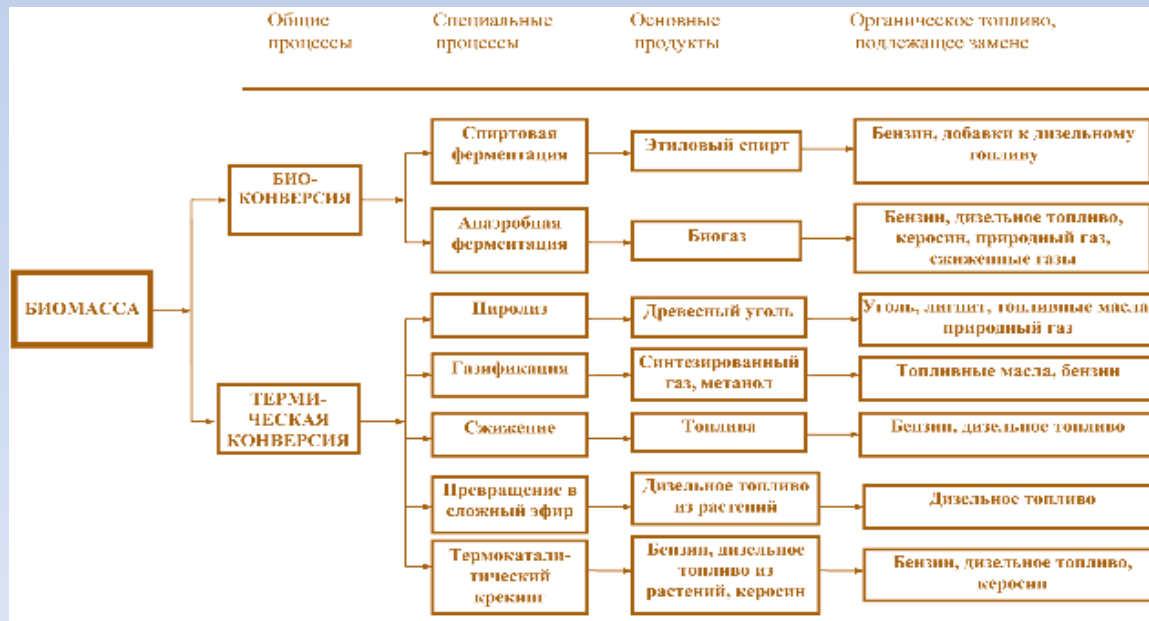 Общие
процессы
Специальные
процессы
Основные
продукты
Органическое топливо,
подлежащее замене
БИОМАССА
БИО-
КОНВЕРСИЯ
ТЕРМИ-
ЧЕСКАЯ
КОНВЕРСИЯ
Спиртовая
ферментация
Этиловый спирт
Бензин, добавки к дизельному
топливу
Анаэробная
ферментация
Биогаз
Бензин, дизельное топливо,
керосин, природный газ,
сжиженные газы
Пиролиз
Древесный уголь
Уголь, лигнит, топливные масла
природный газ
Газификация
Синтезированный
газ, метанол
Топливные масла, бензин
Сжижение
Топлива
Бензин, дизельное топливо
Превращение в
сложный эфир
Дизельное топливо
из растений
Дизельное топливо
Термокатали-
тический
крекинг
Бензин, дизельное
топливо из
растений, керосин
Бензин, дизельное топливо,
керосин